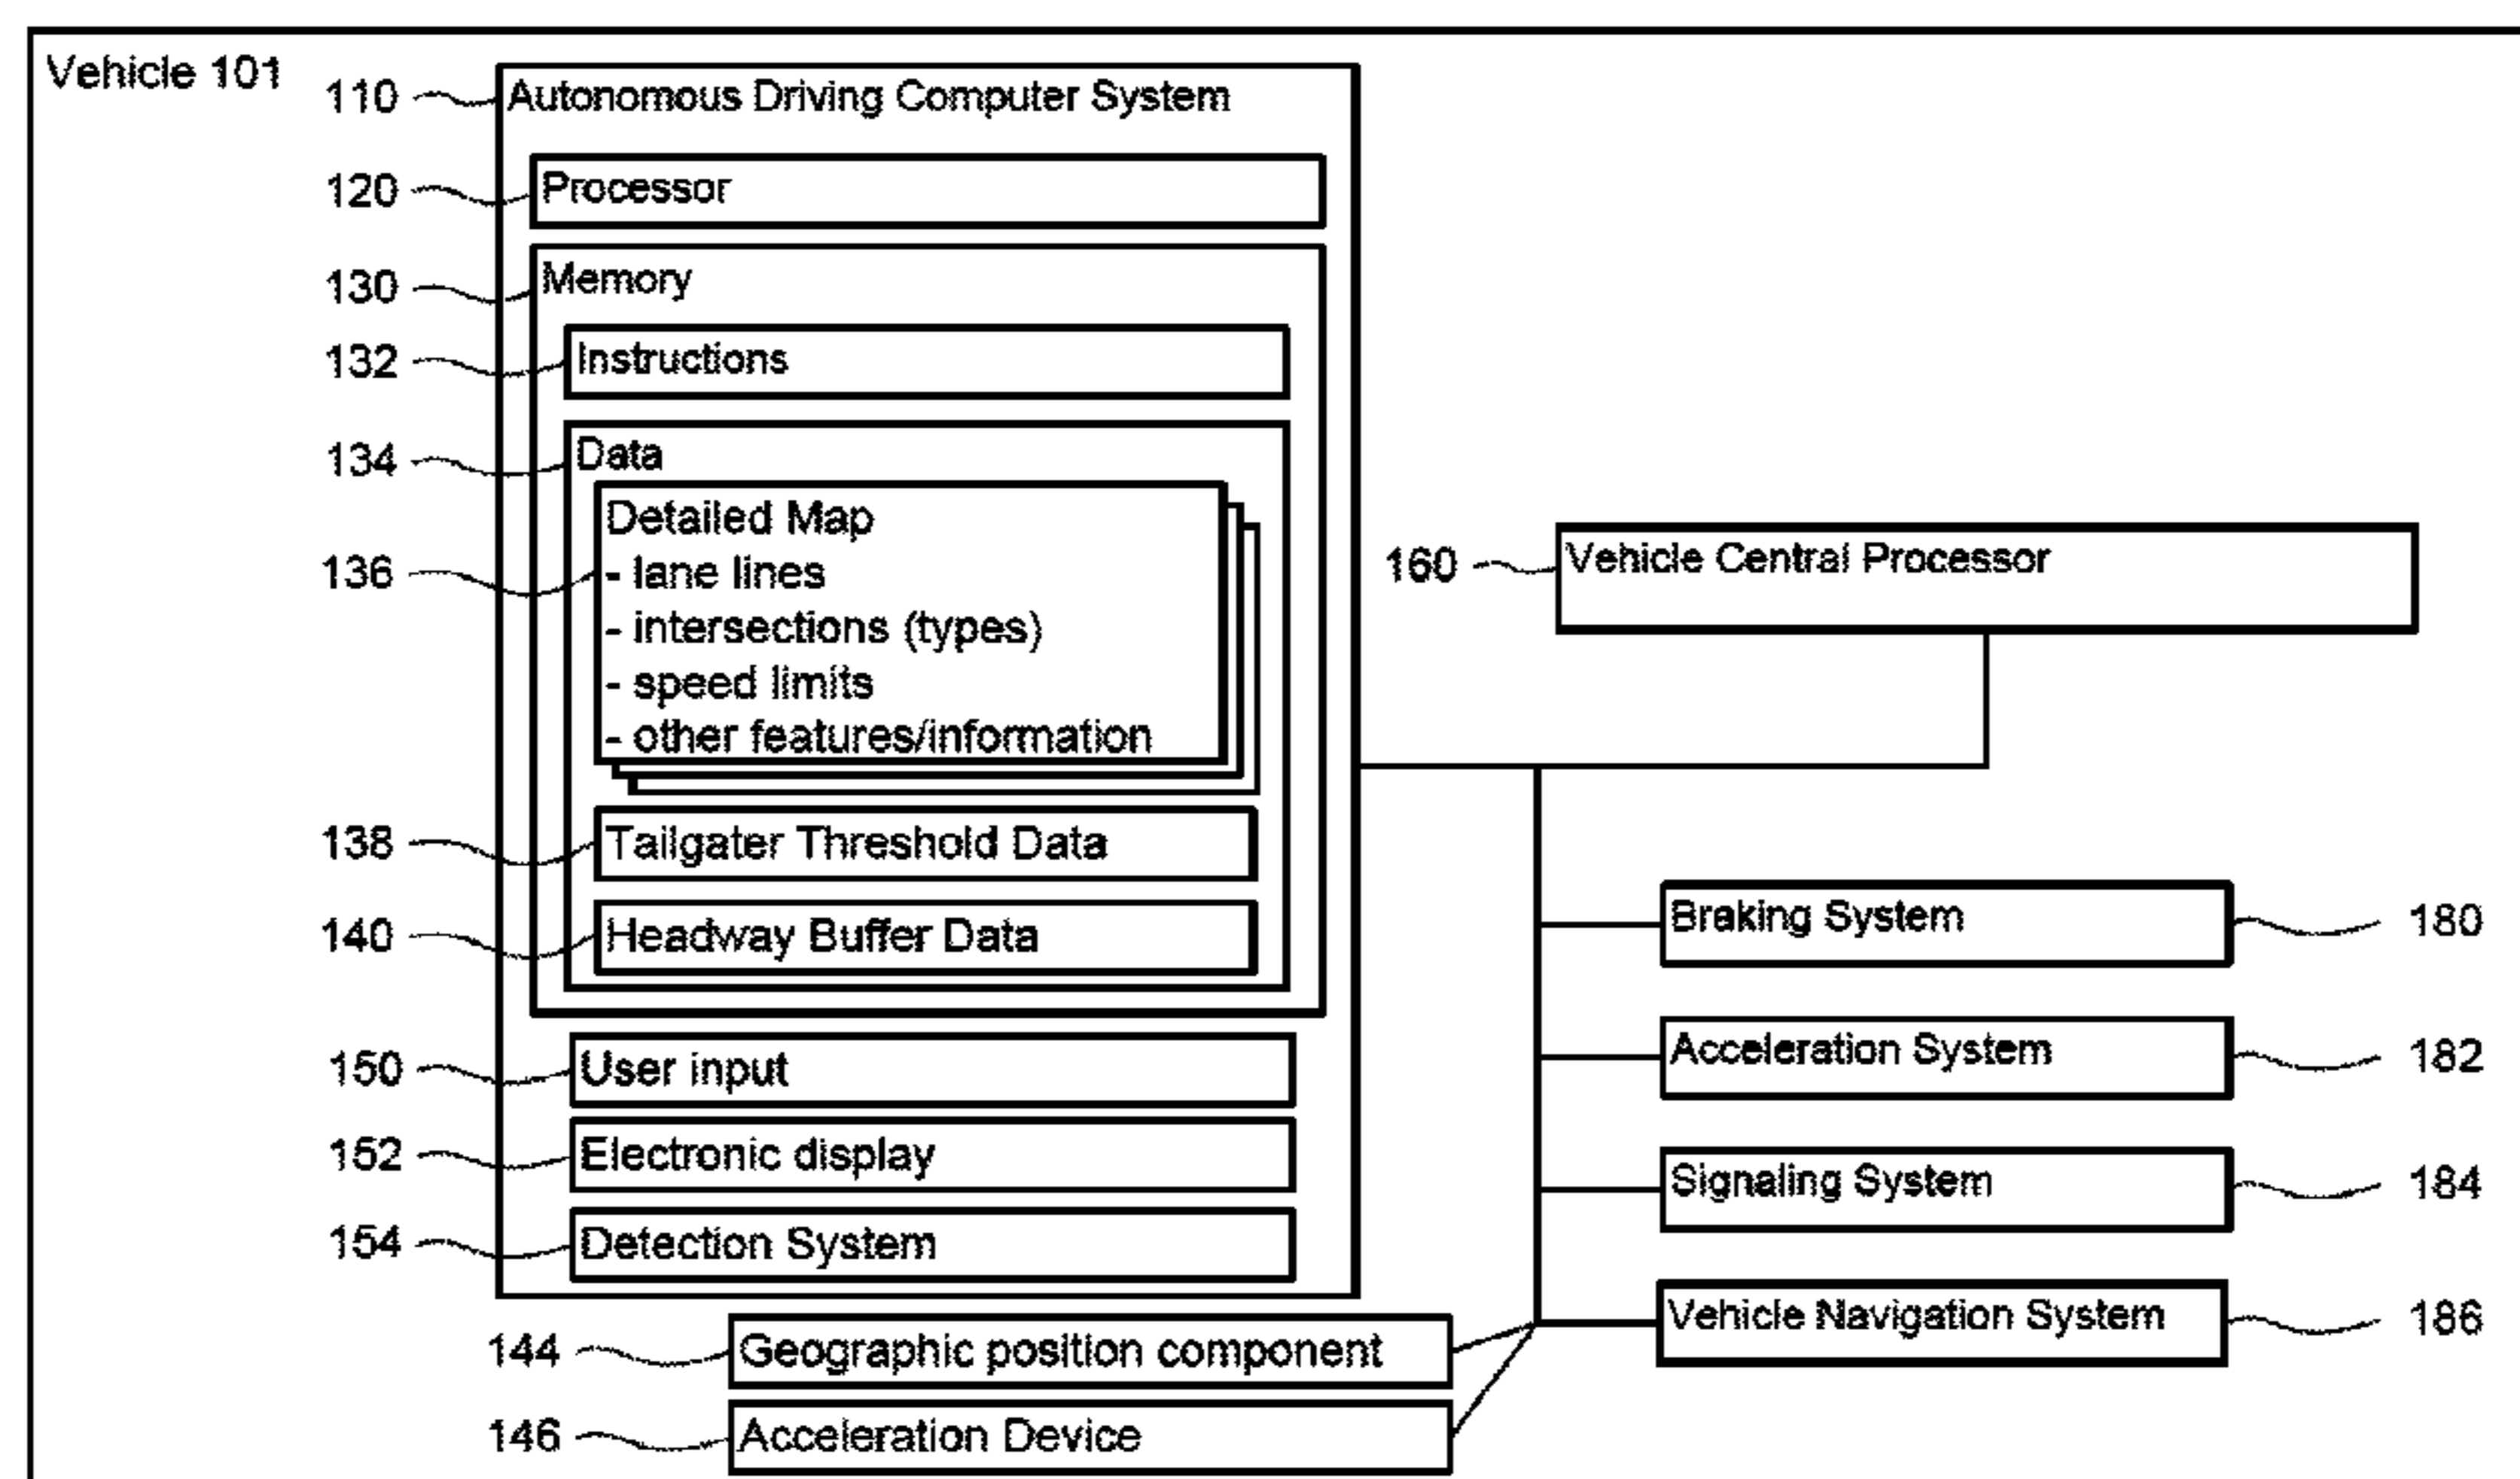 Vehicle 101
110 Autonomous Driving Computer System
120 Processor
130 Memory
132 Instructions
134 Data
Detailed Map
136 - lane lines
- intersections (types)
- speed limits
- other features/information
138 Tailgater Threshold Data
140 Headway Buffer Data
150 User input
152 Electronic display
154 Detection System
144 Geographic position component
146 Acceleration Device
160 Vehicle Central Processor
Braking System 180
Acceleration System 182
Signaling System 184
Vehicle Navigation System 186